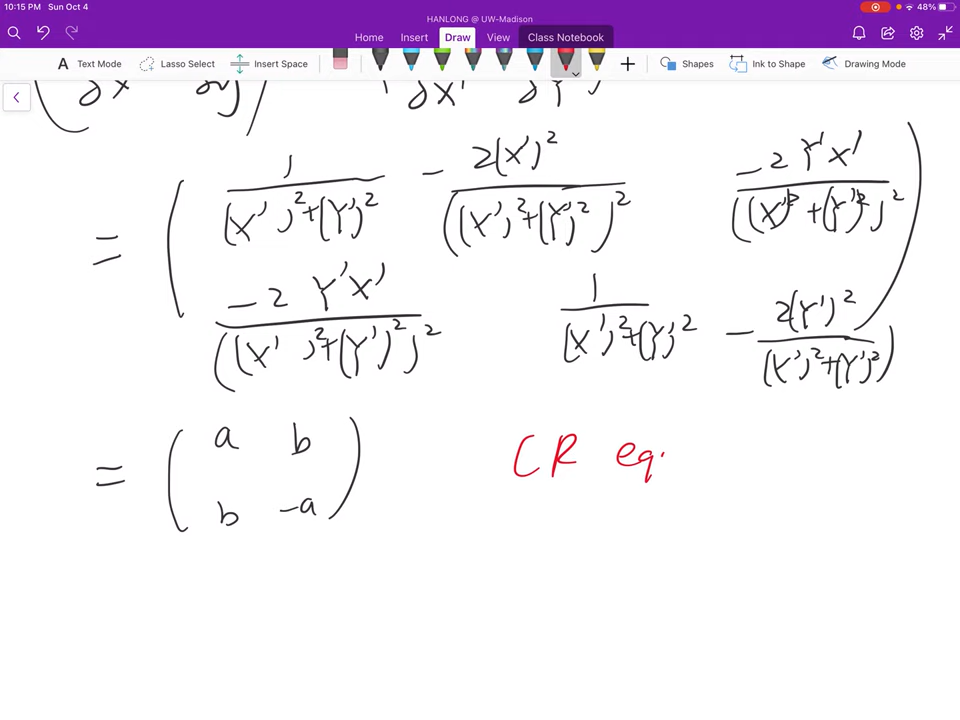 10:15 PM Sun Oct 4 48%
HANLONG @ UW-Madison
Home Insert Draw View Class Notebook
Text Mode Lasso Select Insert Space Shapes Ink to Shape Drawing Mode
( ∂x ∂y ) ( ∂x' ∂Y' )
= ( 1/((X')²+(Y')²) - 2(X')²/((X')²+(Y')²)² -2Y'X'/((X')²+(Y')²)²
-2Y'X'/((X')²+(Y')²)² 1/((X')²+(Y')²) - 2(Y')²/((X')²+(Y')²) )
= ( a b
b -a )
CR eq.